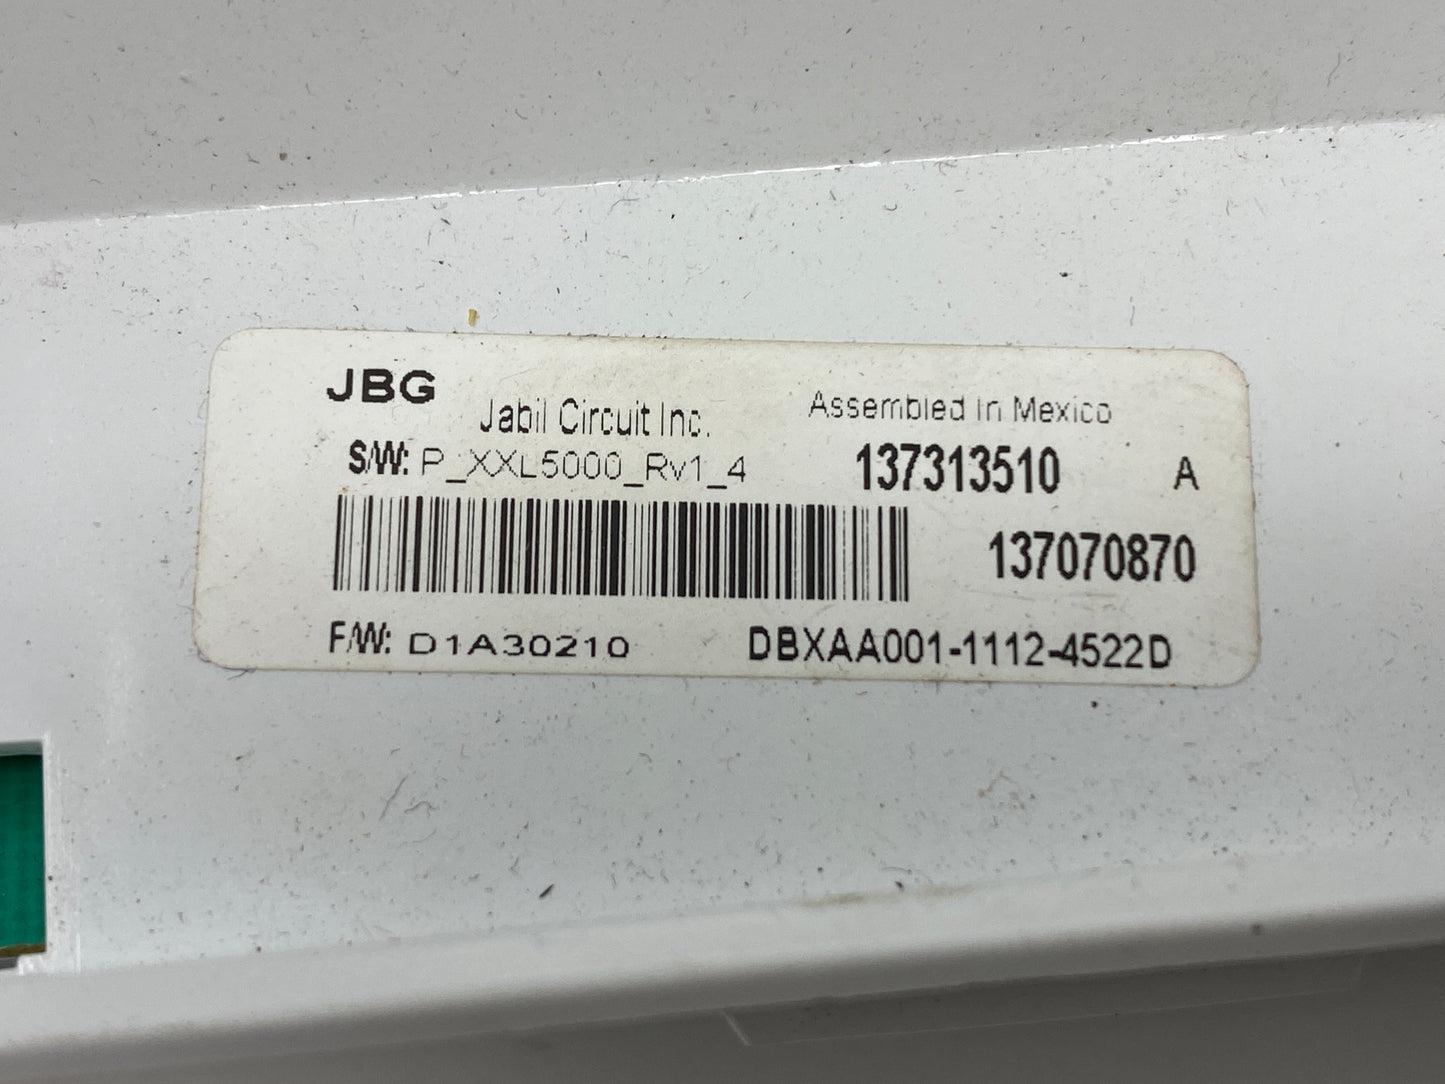 JBG
Jabil Circuit Inc.
Assembled In Mexico
S/W: P_XXL5000_Rv1_4
137313510 A
137070870
F/W: D1A30210
DBXAA001-1112-4522D